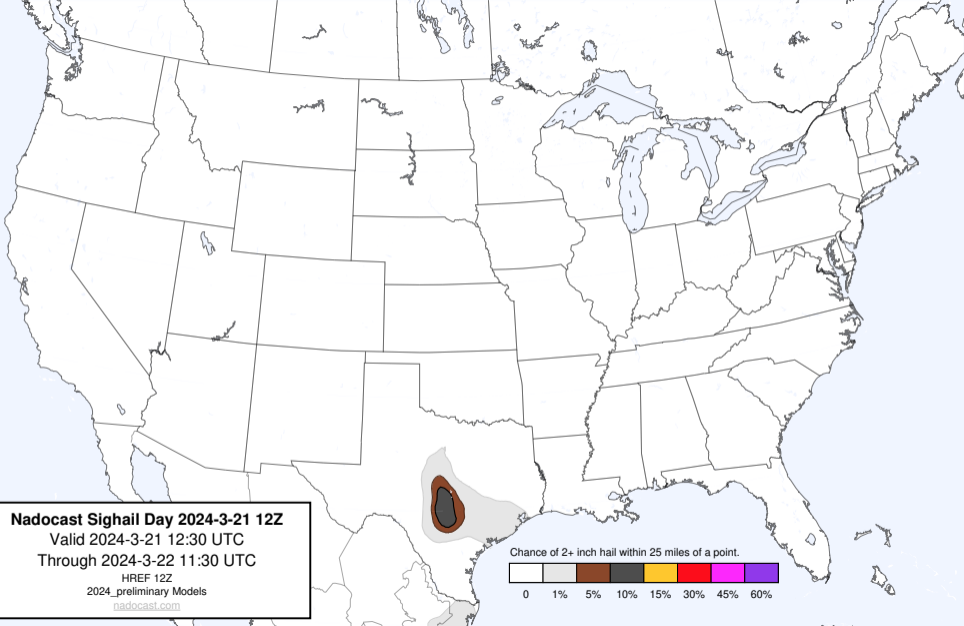 Nadocast Sighail Day 2024-3-21 12Z
Valid 2024-3-21 12:30 UTC
Through 2024-3-22 11:30 UTC
HREF 12Z
2024_preliminary Models
nadocast.com
Chance of 2+ inch hail within 25 miles of a point.
0 1% 5% 10% 15% 30% 45% 60%